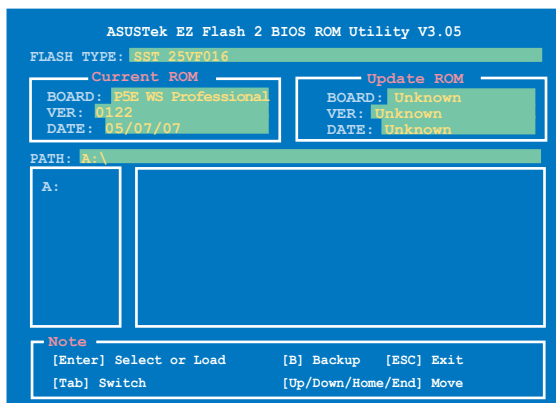 ASUSTek EZ Flash 2 BIOS ROM Utility V3.05
FLASH TYPE: SST 25VF016
Current ROM
BOARD: P5E WS Professional
VER: 0122
DATE: 05/07/07
Update ROM
BOARD: Unknown
VER: Unknown
DATE: Unknown
PATH: A:\
A:
Note
[Enter] Select or Load [B] Backup [ESC] Exit
[Tab] Switch [Up/Down/Home/End] Move